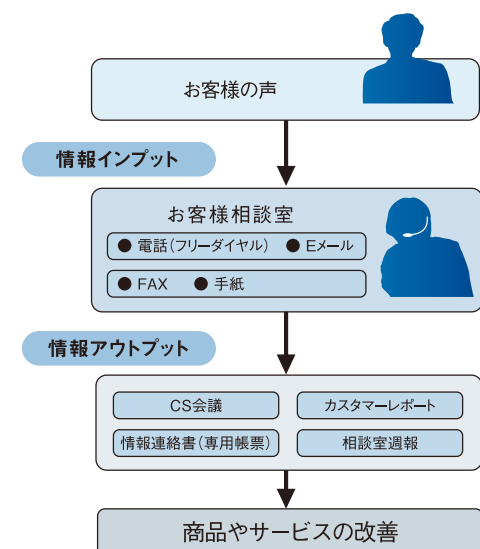 お客様の声
情報インプット
お客様相談室
● 電話（フリーダイヤル） ● Eメール
● FAX ● 手紙
情報アウトプット
CS会議 カスタマーレポート
情報連絡書（専用帳票） 相談室週報
商品やサービスの改善